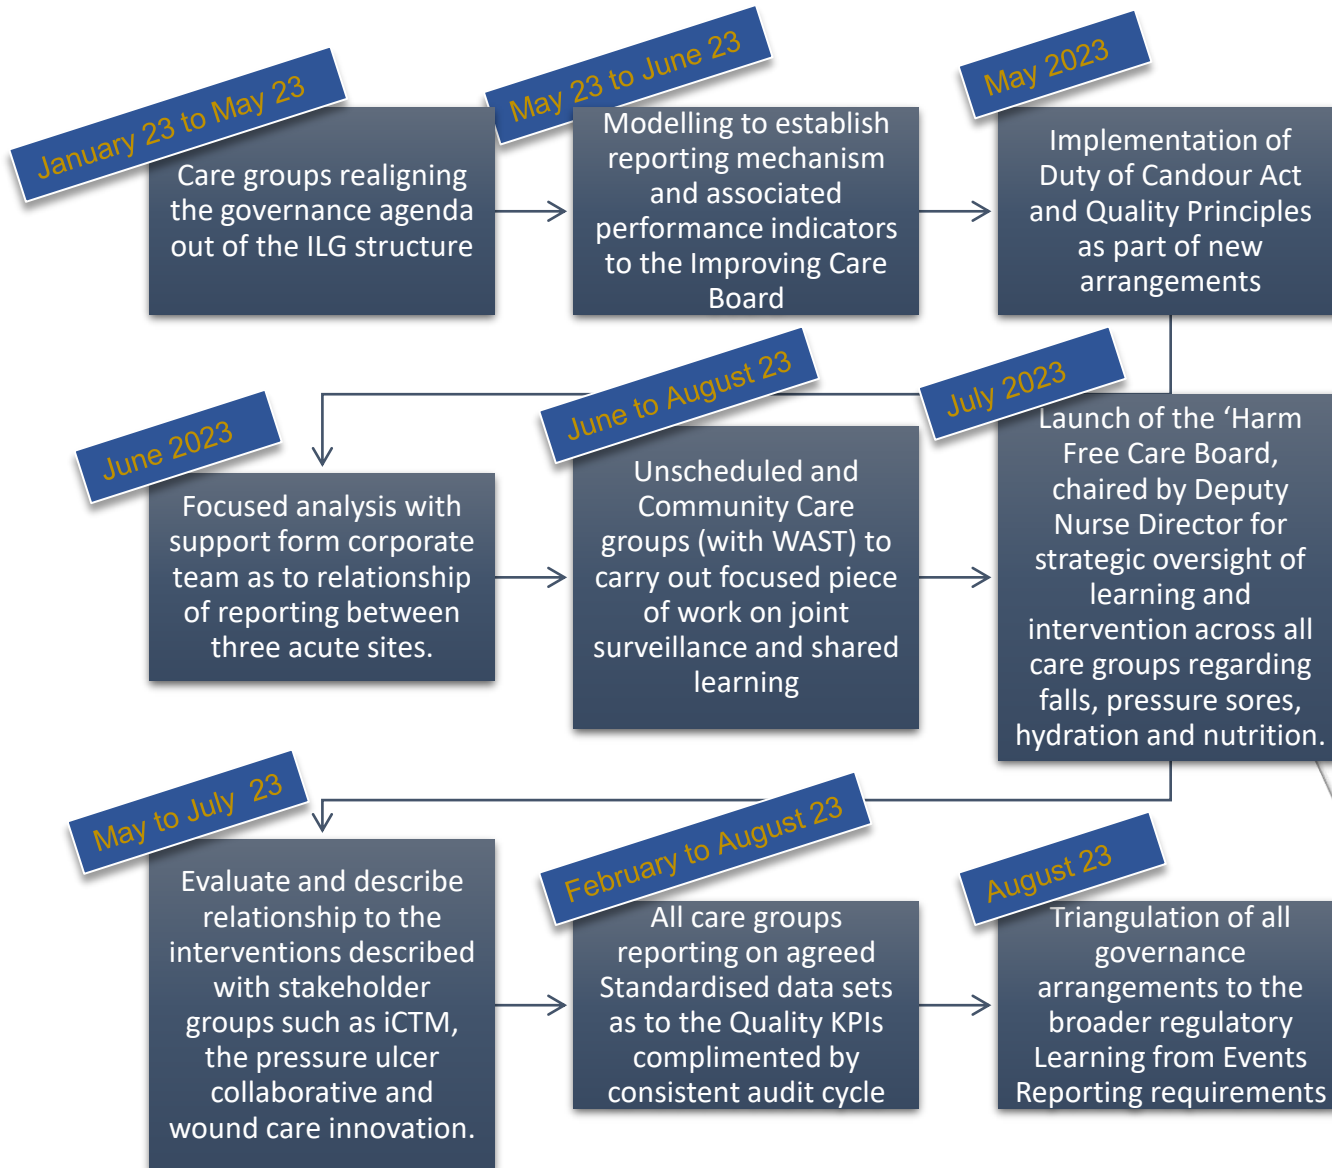 January 23 to May 23
Care groups realigning
the governance agenda
out of the ILG structure
May 23 to June 23
Modelling to establish
reporting mechanism
and associated
performance indicators
to the Improving Care
Board
May 2023
Implementation of
Duty of Candour Act
and Quality Principles
as part of new
arrangements
June 2023
Focused analysis with
support form corporate
team as to relationship
of reporting between
three acute sites.
June to August 23
Unscheduled and
Community Care
groups (with WAST) to
carry out focused piece
of work on joint
surveillance and shared
learning
July 2023
Launch of the ‘Harm
Free Care Board,
chaired by Deputy
Nurse Director for
strategic oversight of
learning and
intervention across all
care groups regarding
falls, pressure sores,
hydration and nutrition.
May to July 23
Evaluate and describe
relationship to the
interventions described
with stakeholder
groups such as iCTM,
the pressure ulcer
collaborative and
wound care innovation.
February to August 23
All care groups
reporting on agreed
Standardised data sets
as to the Quality KPIs
complimented by
consistent audit cycle
August 23
Triangulation of all
governance
arrangements to the
broader regulatory
Learning from Events
Reporting requirements